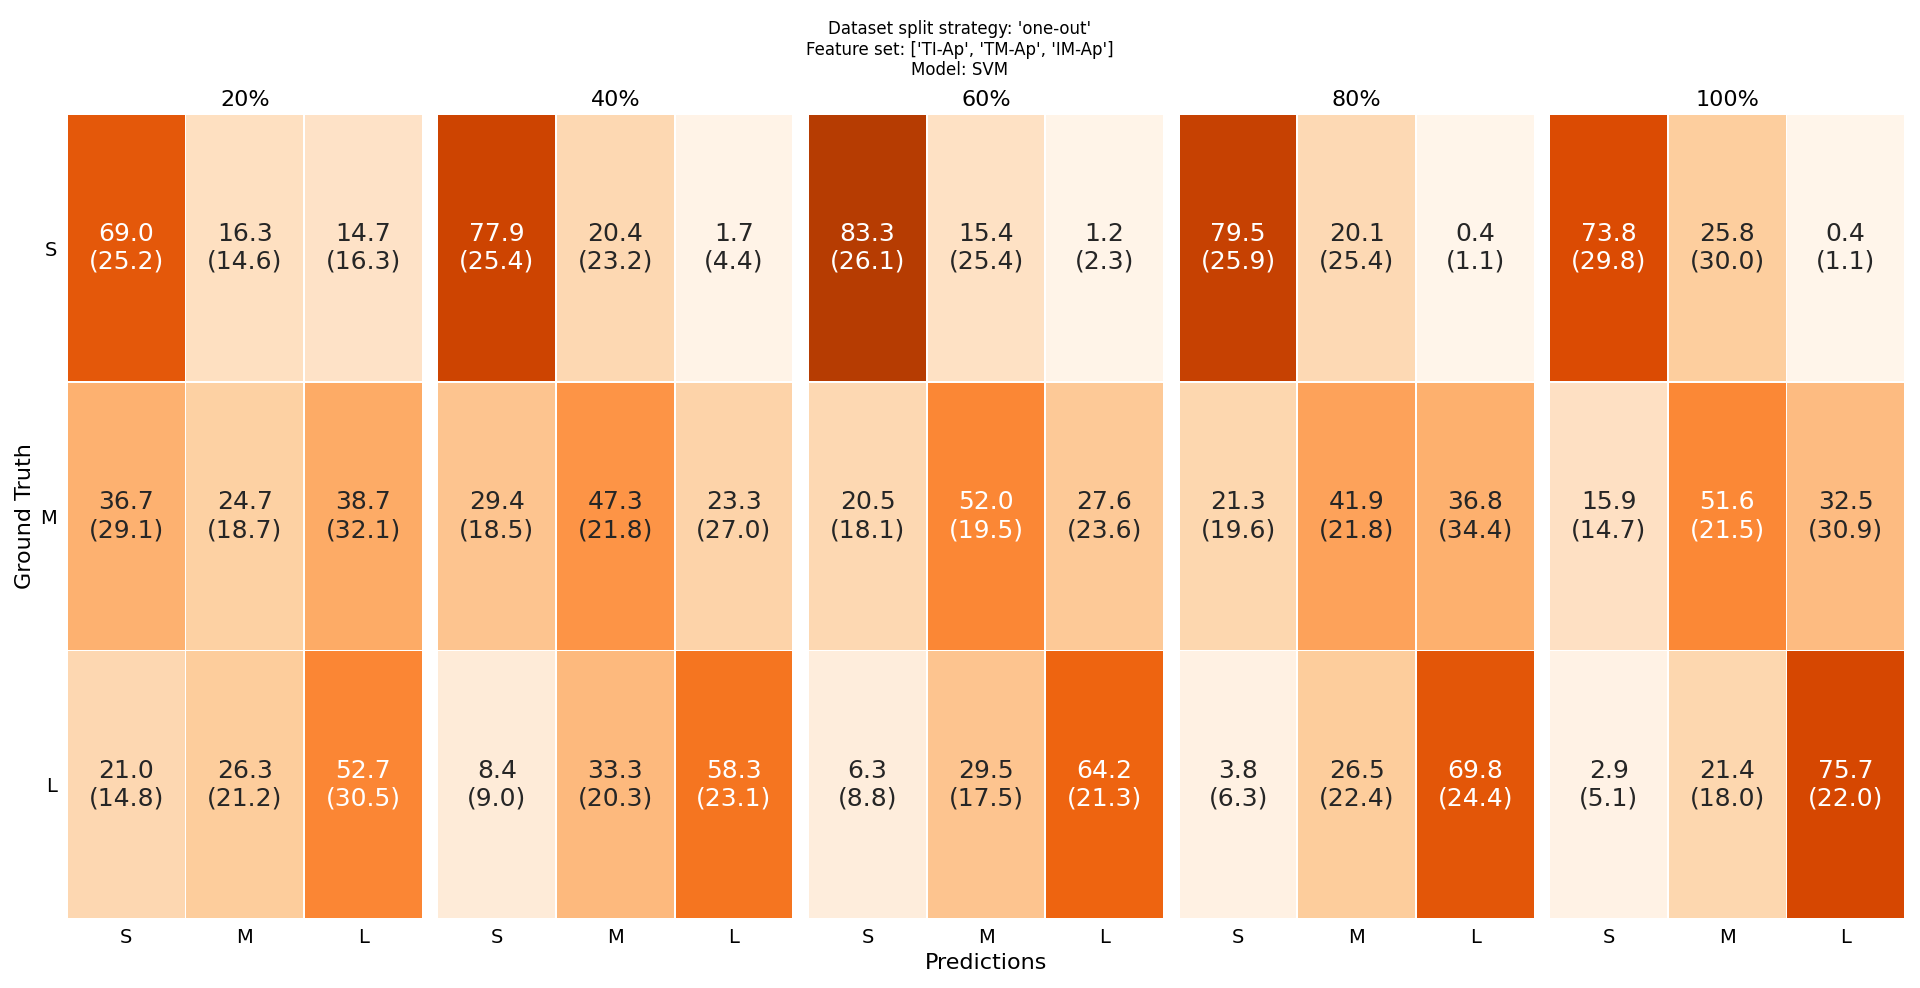 Dataset split strategy: 'one-out'
Feature set: ['TI-Ap', 'TM-Ap', 'IM-Ap']
Model: SVM
20% 40% 60% 80% 100%
69.0 16.3 14.7 77.9 20.4 1.7 83.3 15.4 1.2 79.5 20.1 0.4 73.8 25.8 0.4
S (25.2) (14.6) (16.3) (25.4) (23.2) (4.4) (26.1) (25.4) (2.3) (25.9) (25.4) (1.1) (29.8) (30.0) (1.1)
Ground Truth
36.7 24.7 38.7 29.4 47.3 23.3 20.5 52.0 27.6 21.3 41.9 36.8 15.9 51.6 32.5
M (29.1) (18.7) (32.1) (18.5) (21.8) (27.0) (18.1) (19.5) (23.6) (19.6) (21.8) (34.4) (14.7) (21.5) (30.9)
21.0 26.3 52.7 8.4 33.3 58.3 6.3 29.5 64.2 3.8 26.5 69.8 2.9 21.4 75.7
L (14.8) (21.2) (30.5) (9.0) (20.3) (23.1) (8.8) (17.5) (21.3) (6.3) (22.4) (24.4) (5.1) (18.0) (22.0)
S M L S M L S M L S M L S M L
Predictions